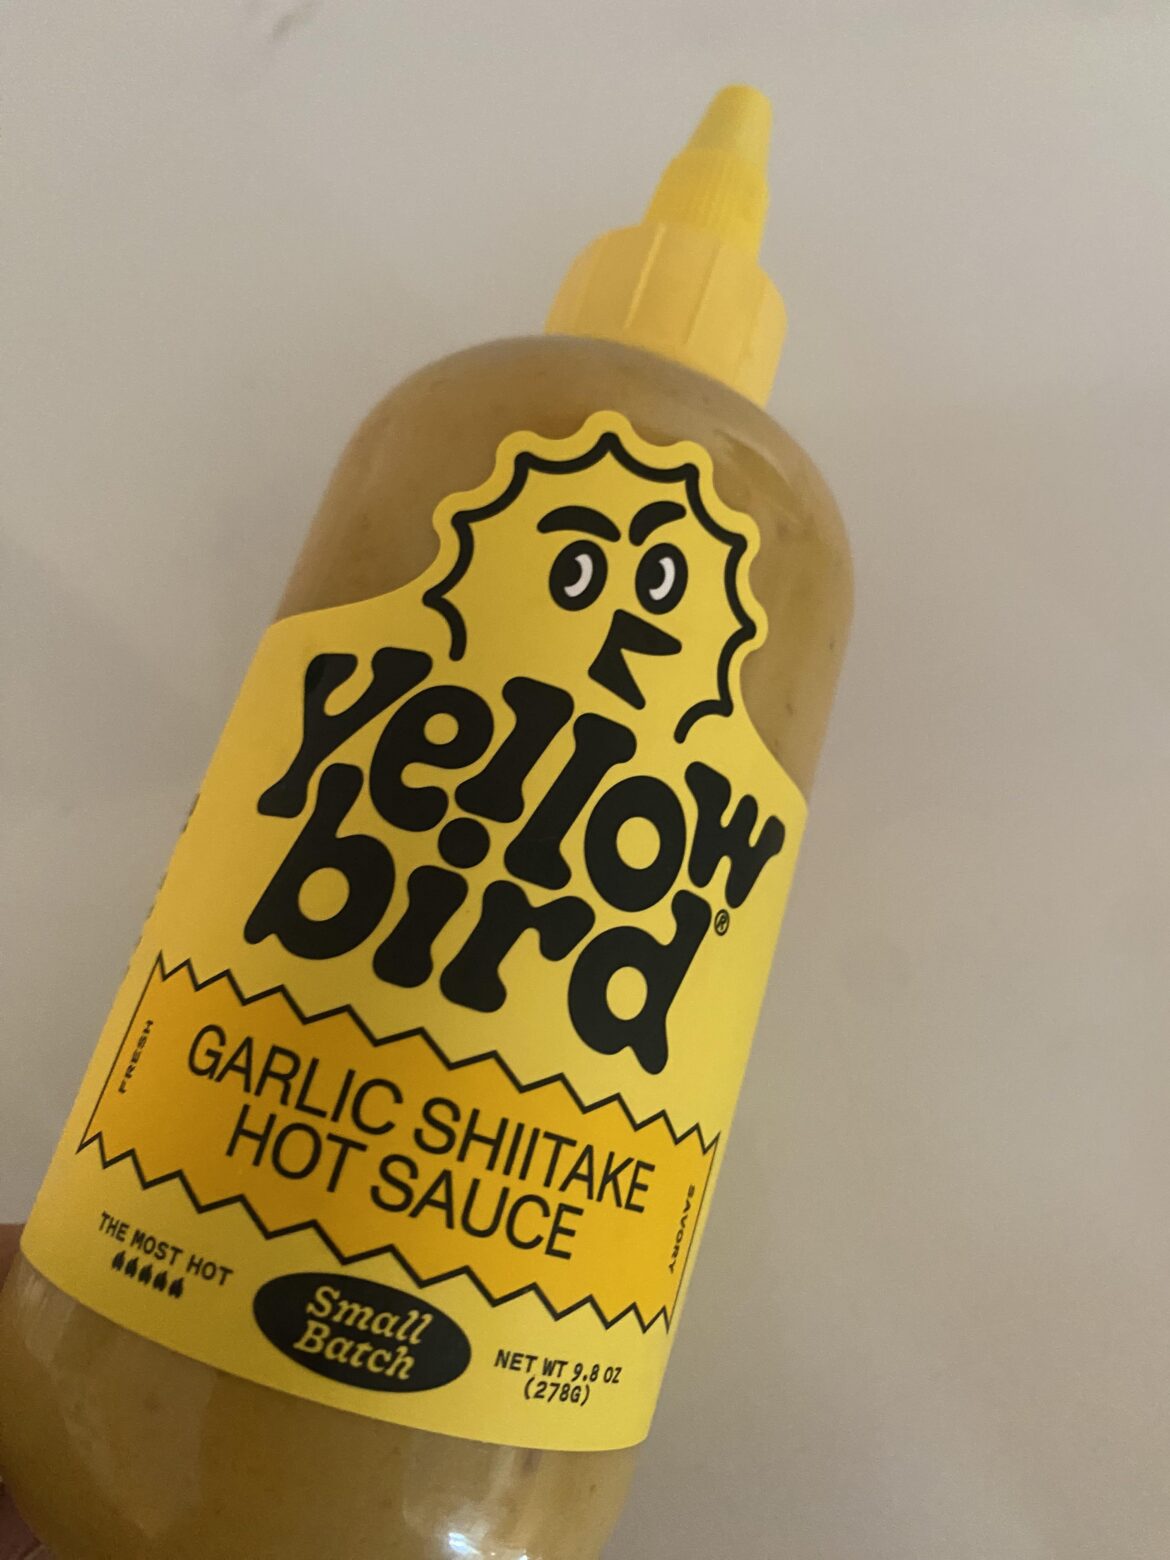 Yellow
bird®
FRESH
GARLIC SHIITAKE
HOT SAUCE
SAVORY
THE MOST HOT
Small
Batch
NET WT 9.8 OZ
(278G)